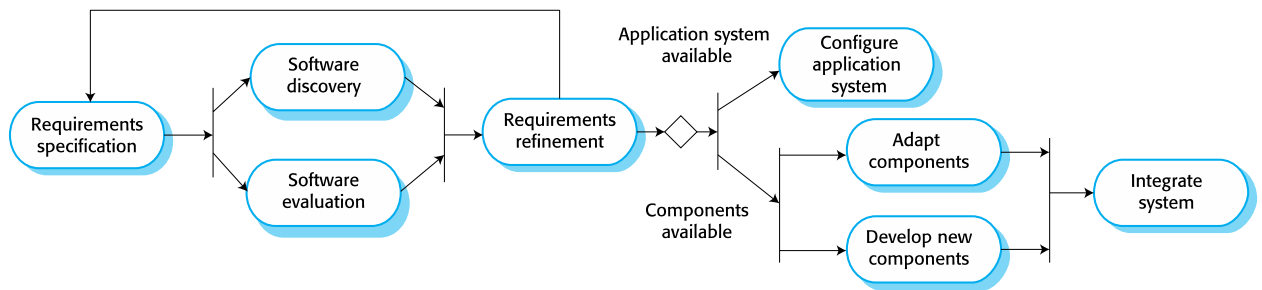 Requirements
specification
Software
discovery
Software
evaluation
Requirements
refinement
Application system
available
Configure
application
system
Components
available
Adapt
components
Develop new
components
Integrate
system